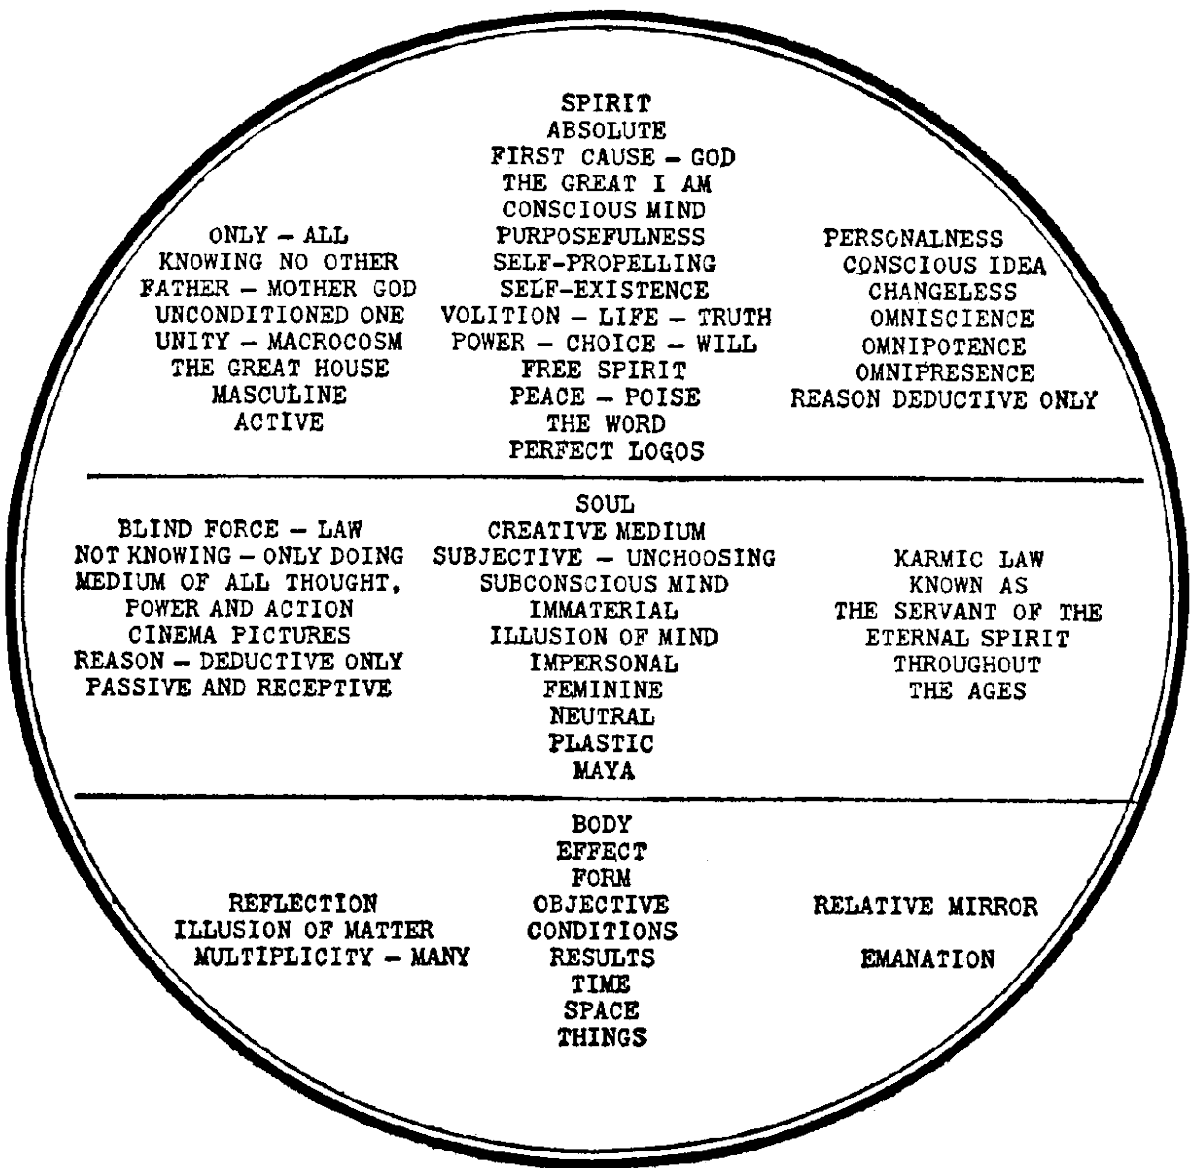 SPIRIT
ABSOLUTE
FIRST CAUSE – GOD
THE GREAT I AM
CONSCIOUS MIND
PURPOSEFULNESS
SELF-PROPELLING
SELF-EXISTENCE
VOLITION – LIFE – TRUTH
POWER – CHOICE – WILL
FREE SPIRIT
PEACE – POISE
THE WORD
PERFECT LOGOS
ONLY – ALL
KNOWING NO OTHER
FATHER – MOTHER GOD
UNCONDITIONED ONE
UNITY – MACROCOSM
THE GREAT HOUSE
MASCULINE
ACTIVE
PERSONALNESS
CONSCIOUS IDEA
CHANGELESS
OMNISCIENCE
OMNIPOTENCE
OMNIPRESENCE
REASON DEDUCTIVE ONLY
SOUL
CREATIVE MEDIUM
SUBJECTIVE – UNCHOOSING
SUBCONSCIOUS MIND
IMMATERIAL
ILLUSION OF MIND
IMPERSONAL
FEMININE
NEUTRAL
PLASTIC
MAYA
BLIND FORCE – LAW
NOT KNOWING – ONLY DOING
MEDIUM OF ALL THOUGHT,
POWER AND ACTION
CINEMA PICTURES
REASON – DEDUCTIVE ONLY
PASSIVE AND RECEPTIVE
KARMIC LAW
KNOWN AS
THE SERVANT OF THE
ETERNAL SPIRIT
THROUGHOUT
THE AGES
BODY
EFFECT
FORM
OBJECTIVE
CONDITIONS
RESULTS
TIME
SPACE
THINGS
REFLECTION
ILLUSION OF MATTER
MULTIPLICITY – MANY
RELATIVE MIRROR
EMANATION